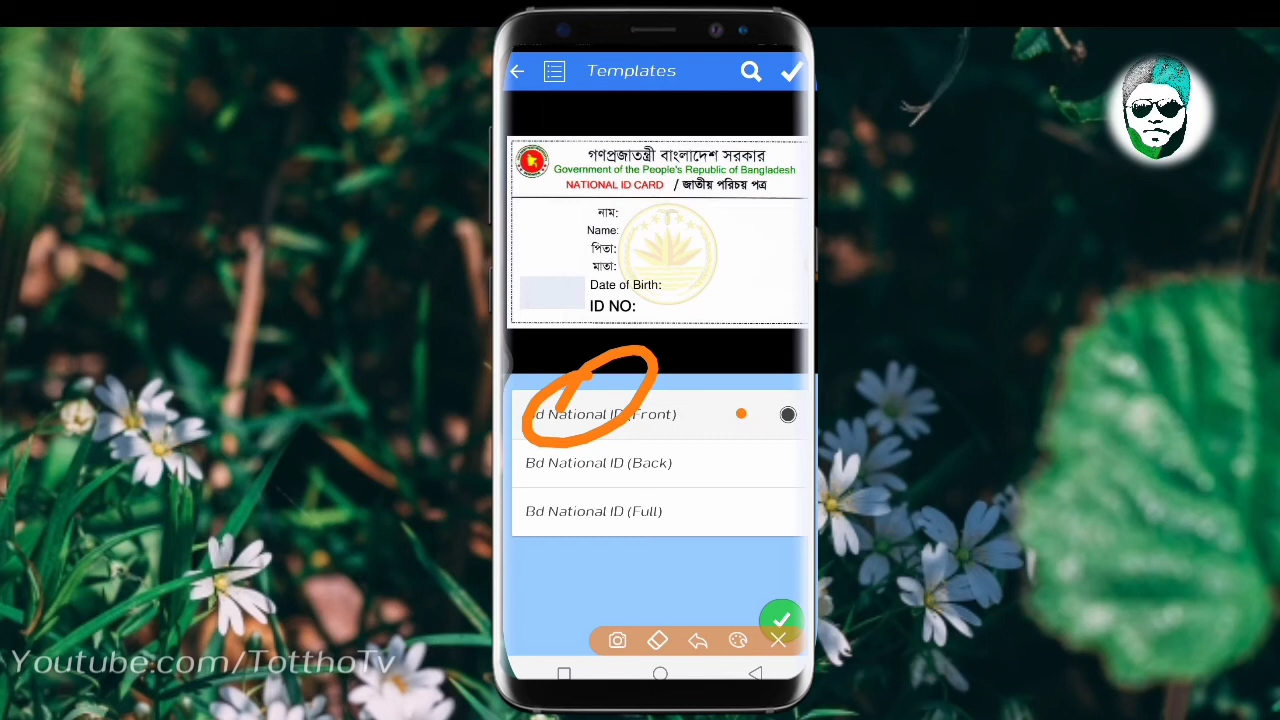 Templates
গণপ্রজাতন্ত্রী বাংলাদেশ সরকার
Government of the People's Republic of Bangladesh
NATIONAL ID CARD / জাতীয় পরিচয় পত্র
নাম:
Name:
পিতা:
মাতা:
Date of Birth:
ID NO:
Bd National ID (Front)
Bd National ID (Back)
Bd National ID (Full)
Youtube.com/TotthoTv